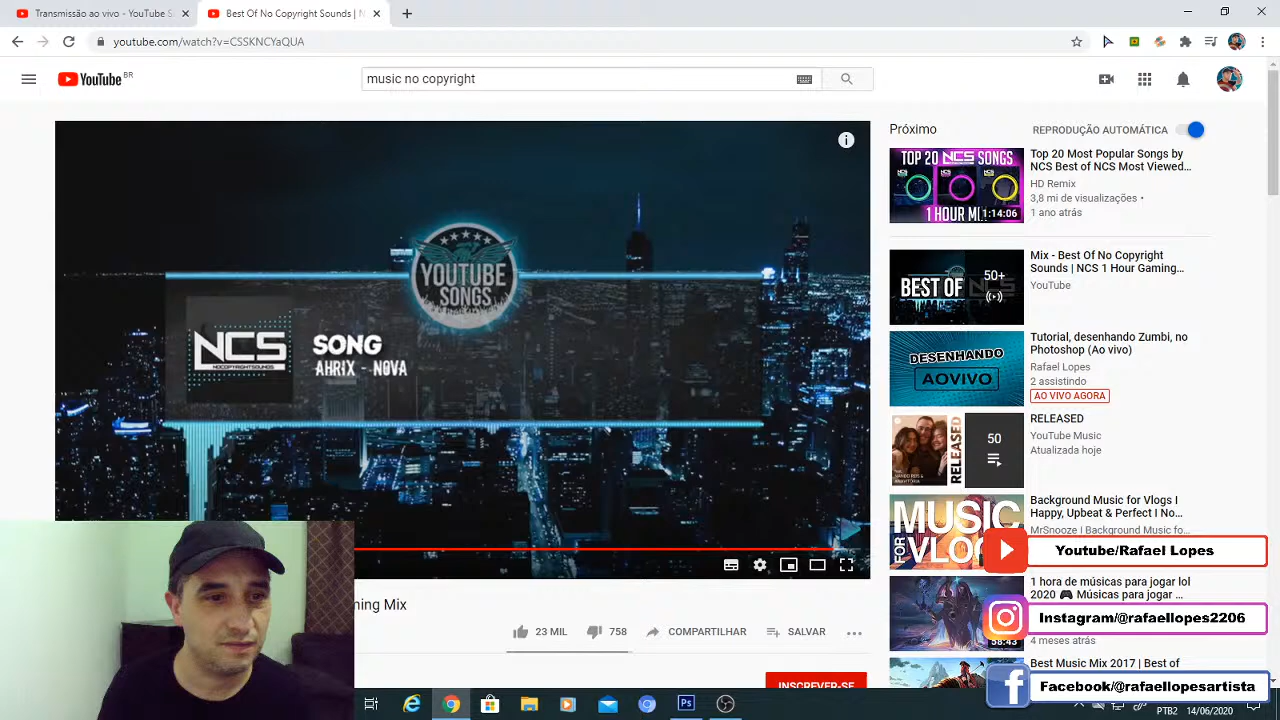 Transmissão ao vivo - YouTube S
Best Of No Copyright Sounds | N
youtube.com/watch?v=CSSKNCYaQUA
YouTube BR
music no copyright
YOUTUBE
SONGS
NCS
NOCOPYRIGHTSOUNDS
SONG
AHRIX - NOVA
ming Mix
23 MIL
758
COMPARTILHAR
SALVAR
INSCREVER-SE
Próximo
REPRODUÇÃO AUTOMÁTICA
TOP 20 NCS SONGS
1 HOUR MIX
1:14:06
Top 20 Most Popular Songs by
NCS Best of NCS Most Viewed...
HD Remix
3,8 mi de visualizações •
1 ano atrás
BEST OF NCS
50+
Mix - Best Of No Copyright
Sounds | NCS 1 Hour Gaming...
YouTube
DESENHANDO
AOVIVO
Tutorial, desenhando Zumbi, no
Photoshop (Ao vivo)
Rafael Lopes
2 assistindo
AO VIVO AGORA
RELEASED
50
RELEASED
YouTube Music
Atualizada hoje
MUSIC
FOR VLOG
Background Music for Vlogs I
Happy, Upbeat & Perfect I No...
MrSnooze I Background Music fo...
Youtube/Rafael Lopes
58:43
1 hora de músicas para jogar lol
2020 🎮 Músicas para jogar ...
Instagram/@rafaellopes2206
4 meses atrás
Best Music Mix 2017 | Best of
Facebook/@rafaellopesartista
Ps
PTB2
14/06/2020